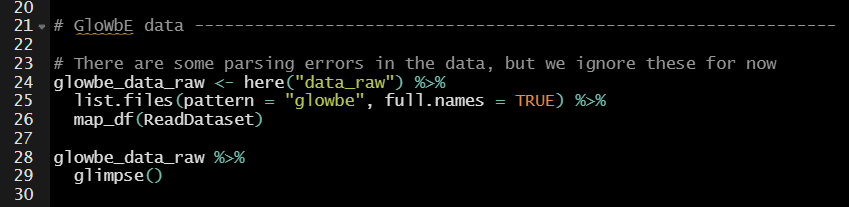 20
21 # GloWbE data ----------------------------------------------------------------
22
23 # There are some parsing errors in the data, but we ignore these for now
24 glowbe_data_raw <- here("data_raw") %>%
25   list.files(pattern = "glowbe", full.names = TRUE) %>%
26   map_df(ReadDataset)
27
28 glowbe_data_raw %>%
29   glimpse()
30